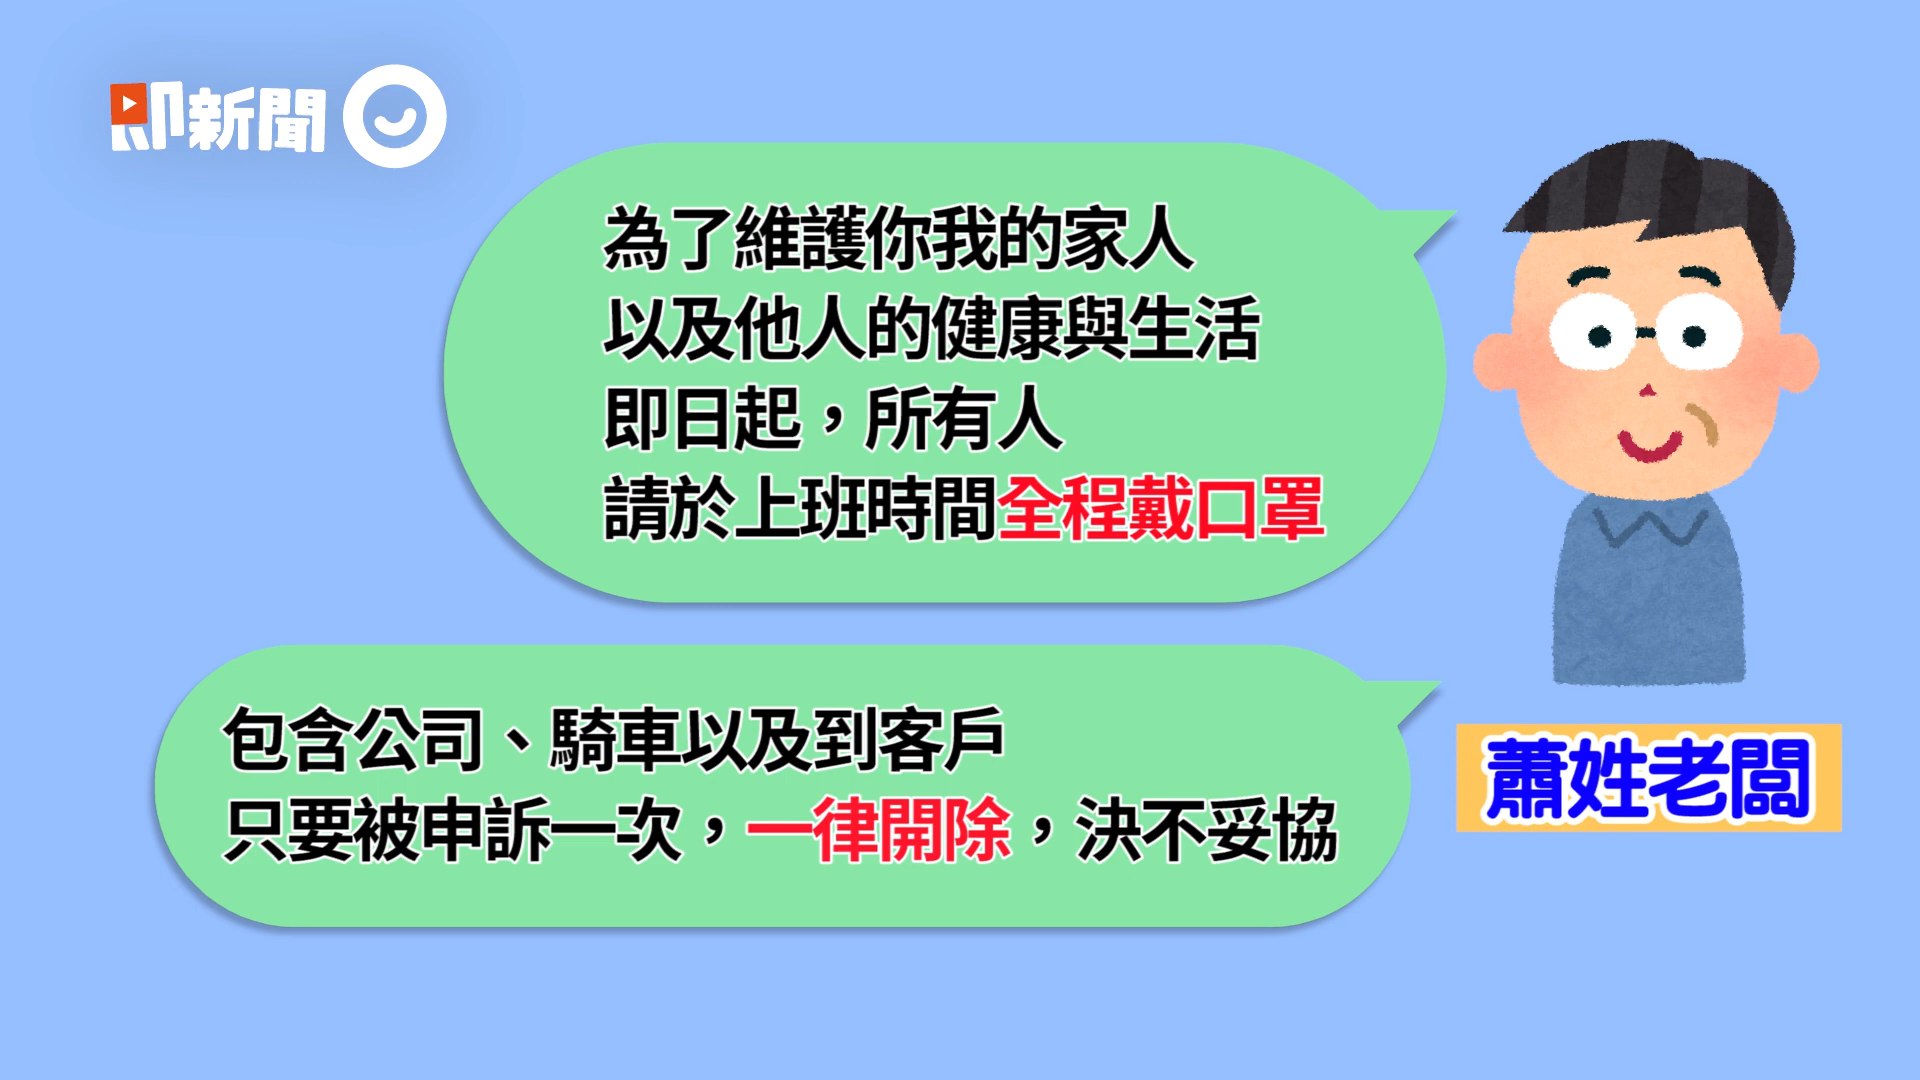 即新聞
為了維護你我的家人
以及他人的健康與生活
即日起，所有人
請於上班時間全程戴口罩
包含公司、騎車以及到客戶
只要被申訴一次，一律開除，決不妥協
蕭姓老闆